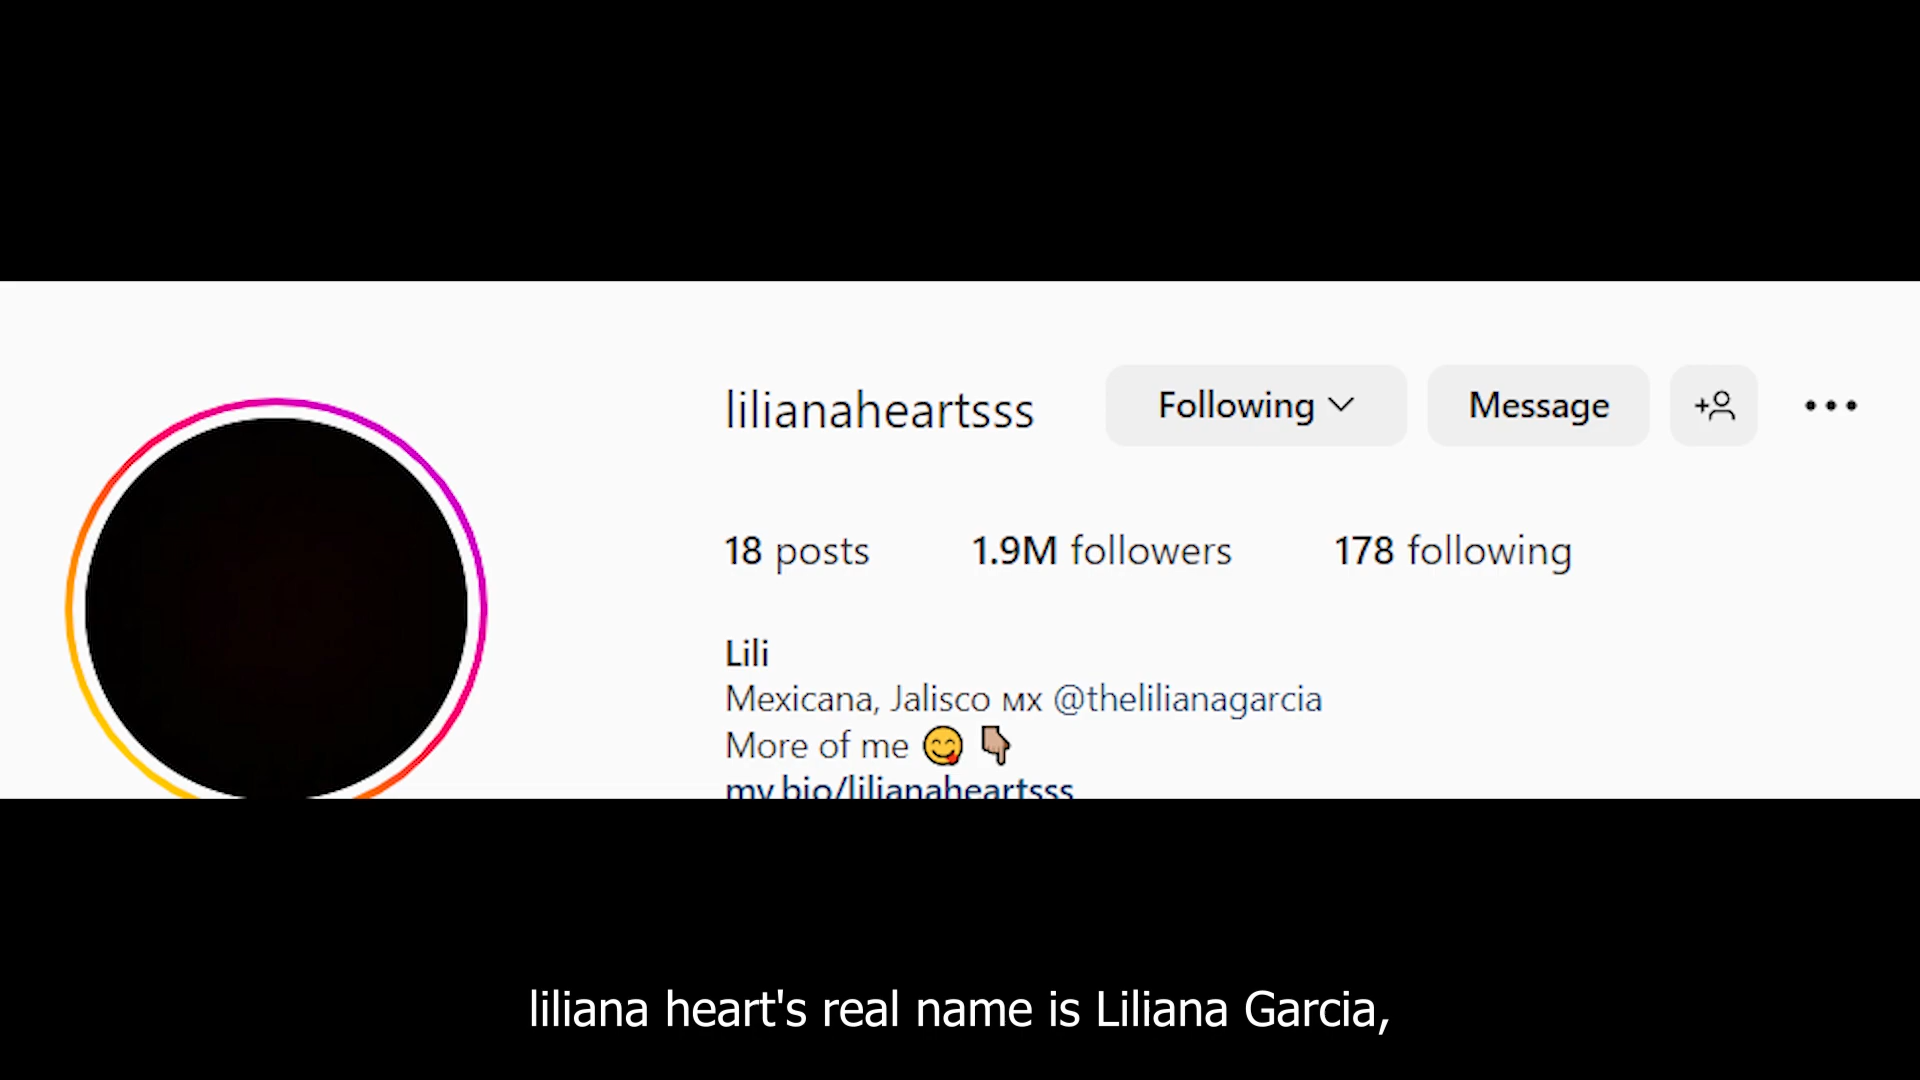 lilianaheartsss Following Message
18 posts 1.9M followers 178 following
Lili
Mexicana, Jalisco ᴍx @thelilianagarcia
More of me 😋 👇🏽
my.bio/lilianaheartsss
liliana heart's real name is Liliana Garcia,